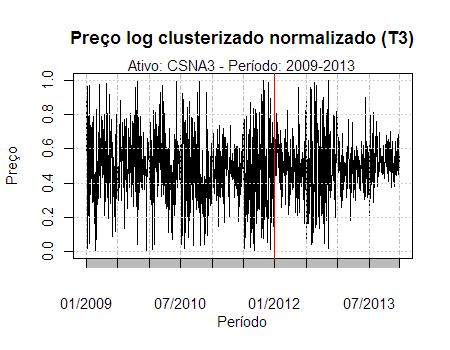 Preço log clusterizado normalizado (T3)
Ativo: CSNA3 - Período: 2009-2013
Preço
1.0
0.8
0.6
0.4
0.2
0.0
01/2009 07/2010 01/2012 07/2013
Período